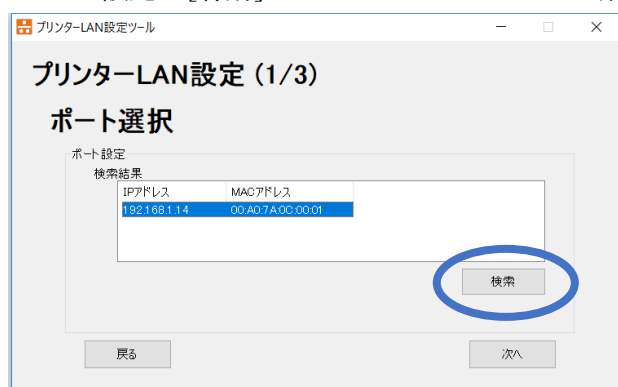 プリンターLAN設定ツール
プリンターLAN設定 (1/3)
ポート選択
ポート設定
検索結果
IPアドレス MACアドレス
192.168.1.14 00:A0:7A:0C:00:01
検索
戻る 次へ